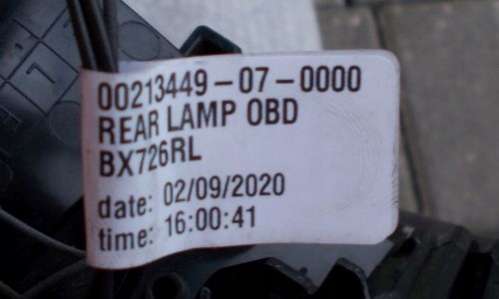 00213449-07-0000
REAR LAMP OBD
BX726RL
date: 02/09/2020
time: 16:00:41